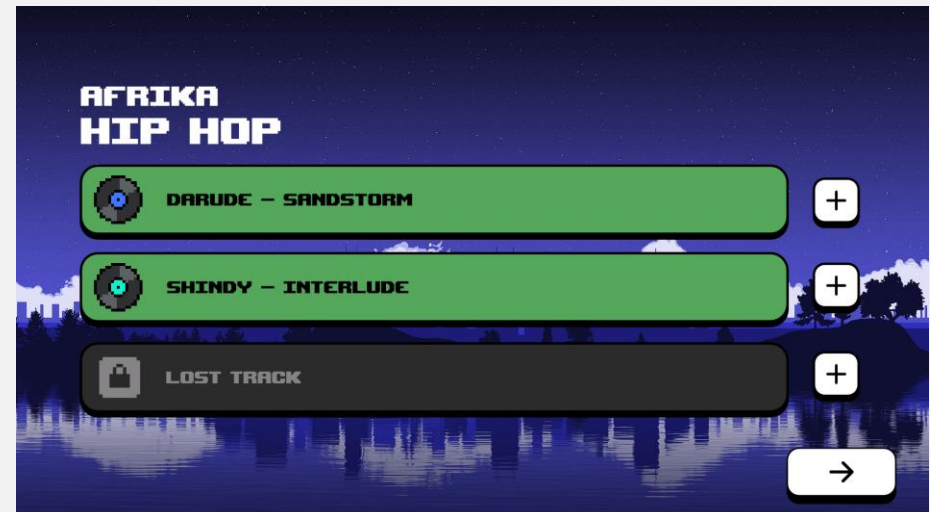 AFRIKA
HIP HOP
DARUDE – SANDSTORM
SHINDY – INTERLUDE
LOST TRACK